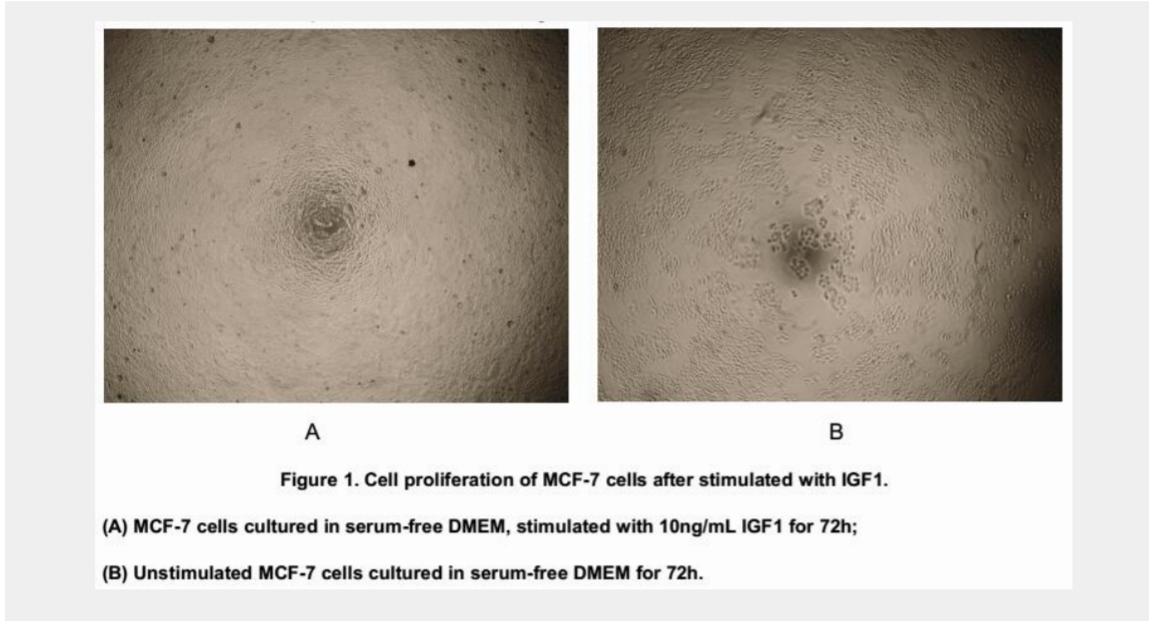 A
B
Figure 1. Cell proliferation of MCF-7 cells after stimulated with IGF1.
(A) MCF-7 cells cultured in serum-free DMEM, stimulated with 10ng/mL IGF1 for 72h;
(B) Unstimulated MCF-7 cells cultured in serum-free DMEM for 72h.